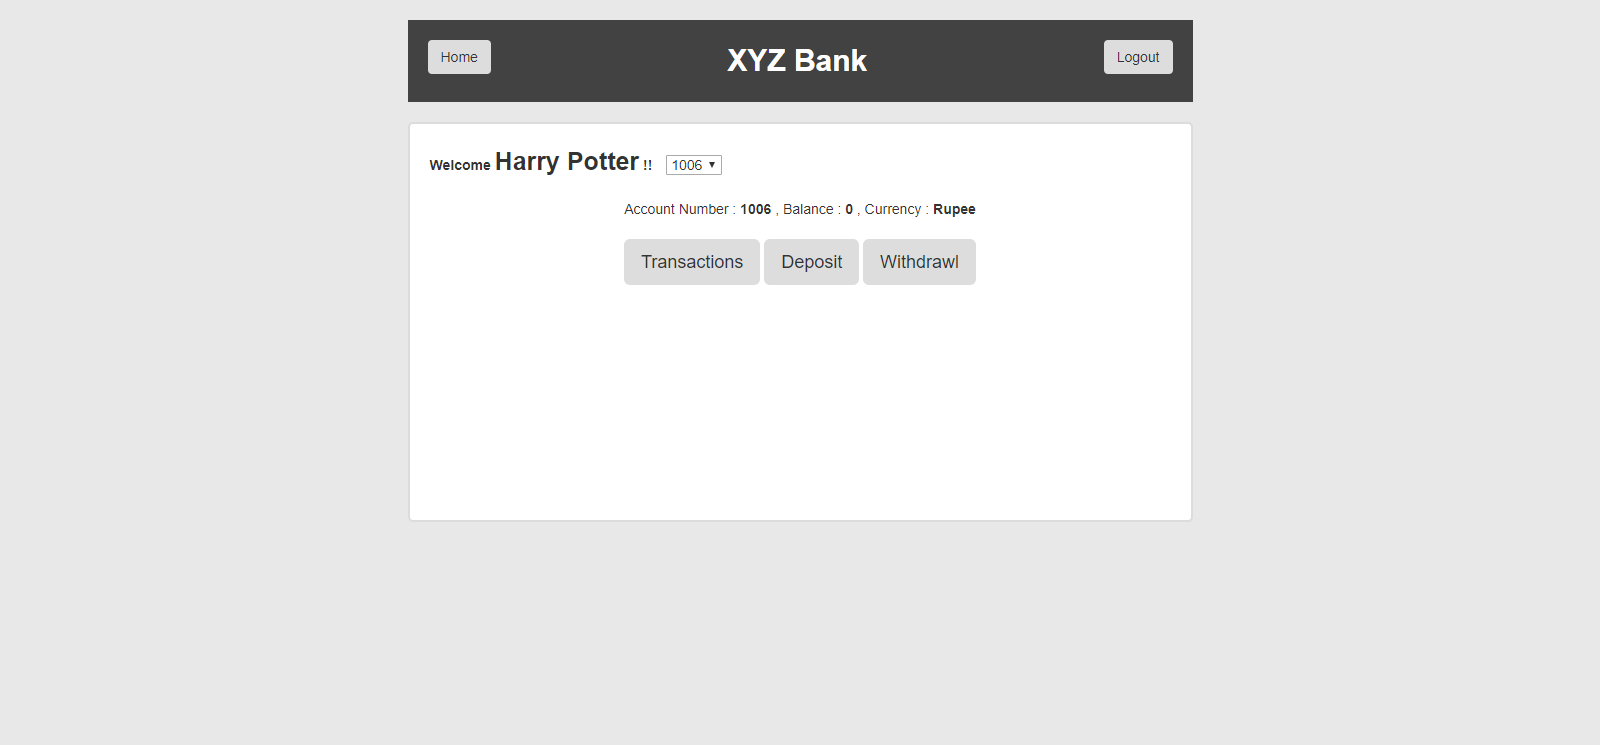 Home XYZ Bank Logout
Welcome Harry Potter !! 1006
Account Number : 1006 , Balance : 0 , Currency : Rupee
Transactions Deposit Withdrawl